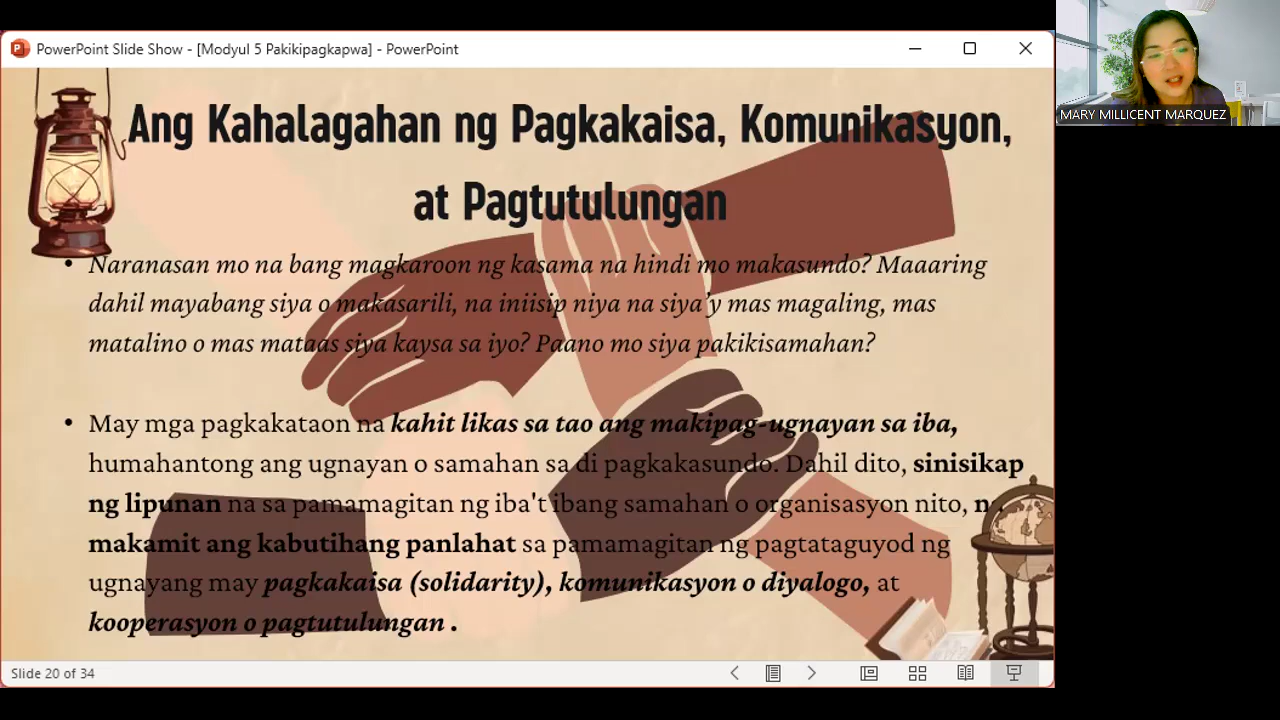 PowerPoint Slide Show - [Modyul 5 Pakikipagkapwa] - PowerPoint
MARY MILLICENT MARQUEZ
Ang Kahalagahan ng Pagkakaisa, Komunikasyon,
at Pagtutulungan
• Naranasan mo na bang magkaroon ng kasama na hindi mo makasundo? Maaaring
dahil mayabang siya o makasarili, na iniisip niya na siya’y mas magaling, mas
matalino o mas mataas siya kaysa sa iyo? Paano mo siya pakikisamahan?
• May mga pagkakataon na kahit likas sa tao ang makipag-ugnayan sa iba,
humahantong ang ugnayan o samahan sa di pagkakasundo. Dahil dito, sinisikap
ng lipunan na sa pamamagitan ng iba't ibang samahan o organisasyon nito,
makamit ang kabutihang panlahat sa pamamagitan ng pagtataguyod ng
ugnayang may pagkakaisa (solidarity), komunikasyon o diyalogo, at
kooperasyon o pagtutulungan .
Slide 20 of 34